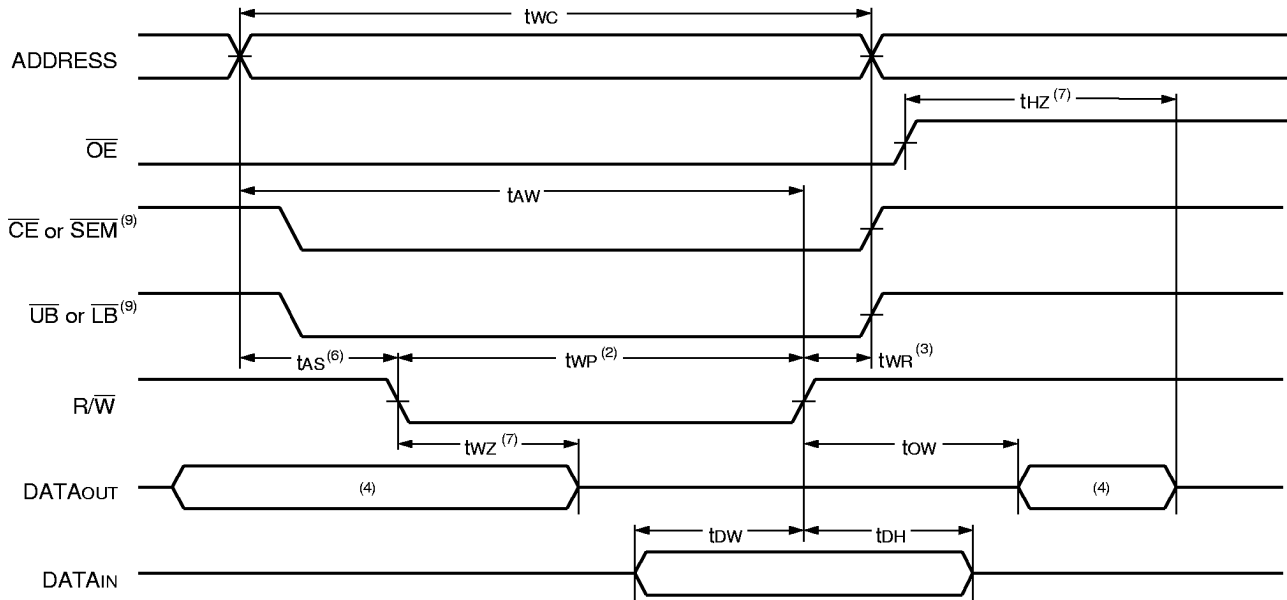 tWC
ADDRESS
tHZ (7)
OE
tAW
CE or SEM (9)
UB or LB (9)
tAS (6) tWP (2) tWR (3)
R/W
tWZ (7) tOW
DATAOUT (4) (4)
tDW tDH
DATAIN